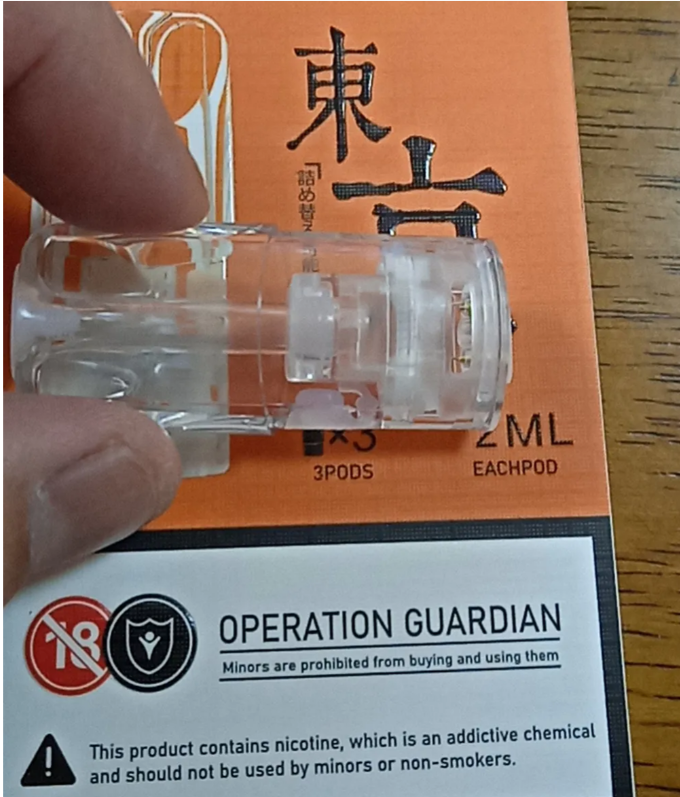 東京
「詰め替え
×3
3PODS
2ML
EACHPOD
18
OPERATION GUARDIAN
Minors are prohibited from buying and using them
This product contains nicotine, which is an addictive chemical
and should not be used by minors or non-smokers.